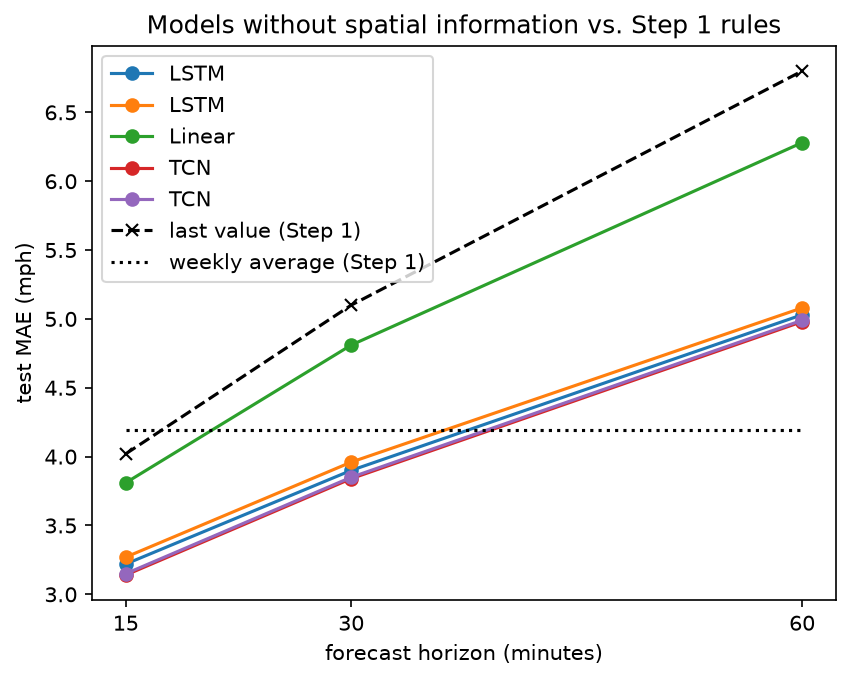 Models without spatial information vs. Step 1 rules
LSTM
LSTM
Linear
TCN
TCN
last value (Step 1)
weekly average (Step 1)
test MAE (mph)
6.5
6.0
5.5
5.0
4.5
4.0
3.5
3.0
15
30
60
forecast horizon (minutes)